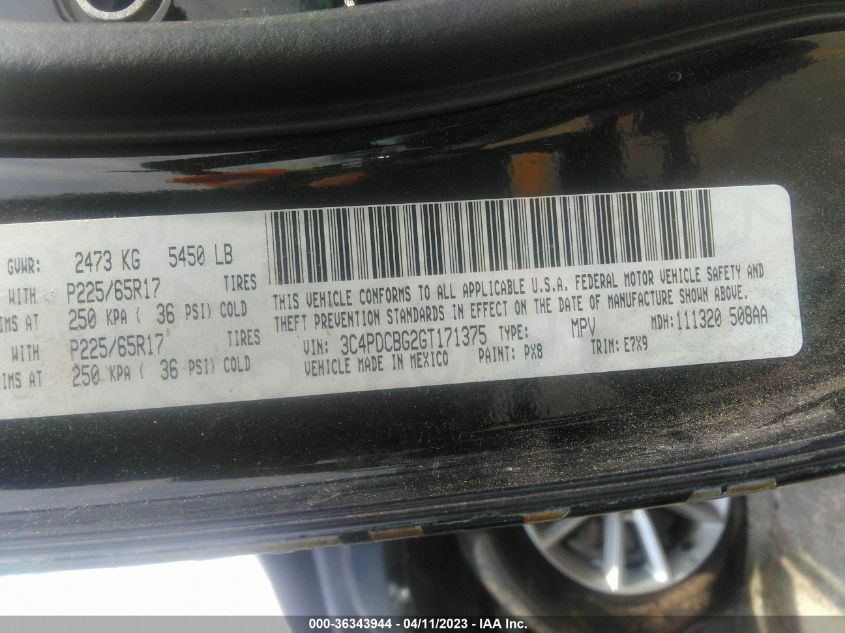 GVWR: 2473 KG 5450 LB
WITH P225/65R17 TIRES
IMS AT 250 KPA ( 36 PSI) COLD
P225/65R17 TIRES
IMS AT 250 KPA ( 36 PSI) COLD
THIS VEHICLE CONFORMS TO ALL APPLICABLE U.S.A. FEDERAL MOTOR VEHICLE SAFETY AND
THEFT PREVENTION STANDARDS IN EFFECT ON THE DATE OF MANUFACTURE SHOWN ABOVE.
VIN: 3C4PDCBG2GT171375 TYPE: MPV MDH: 111320 508AA
VEHICLE MADE IN MEXICO PAINT: PX8 TRIM: E7X9
000-36343944 - 04/11/2023 - IAA Inc.